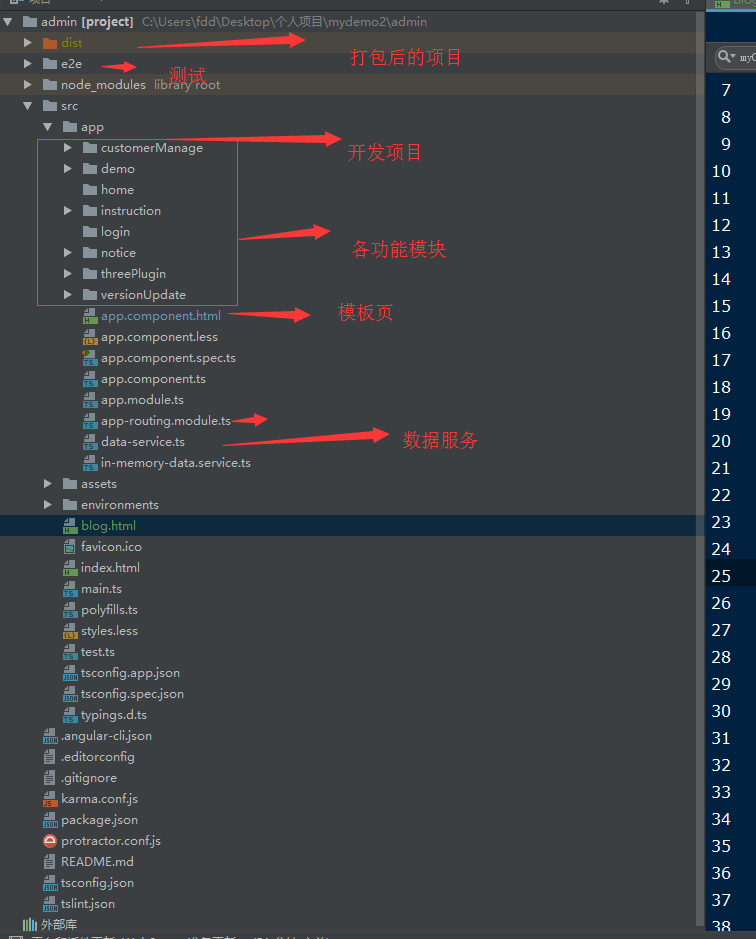 admin [project] C:\Users\fdd\Desktop\个人项目\mydemo2\admin
dist
打包后的项目
e2e
测试
node_modules library root
src
app
customerManage
开发项目
demo
home
instruction
login
各功能模块
notice
threePlugin
versionUpdate
app.component.html
模板页
app.component.less
app.component.spec.ts
app.component.ts
app.module.ts
app-routing.module.ts
data-service.ts
数据服务
in-memory-data.service.ts
assets
environments
blog.html
favicon.ico
index.html
main.ts
polyfills.ts
styles.less
test.ts
tsconfig.app.json
tsconfig.spec.json
typings.d.ts
.angular-cli.json
.editorconfig
.gitignore
karma.conf.js
package.json
protractor.conf.js
README.md
tsconfig.json
tslint.json
外部库
7
8
9
10
11
12
13
14
15
16
17
18
19
20
21
22
23
24
25
26
27
28
29
30
31
32
33
34
35
36
37
38